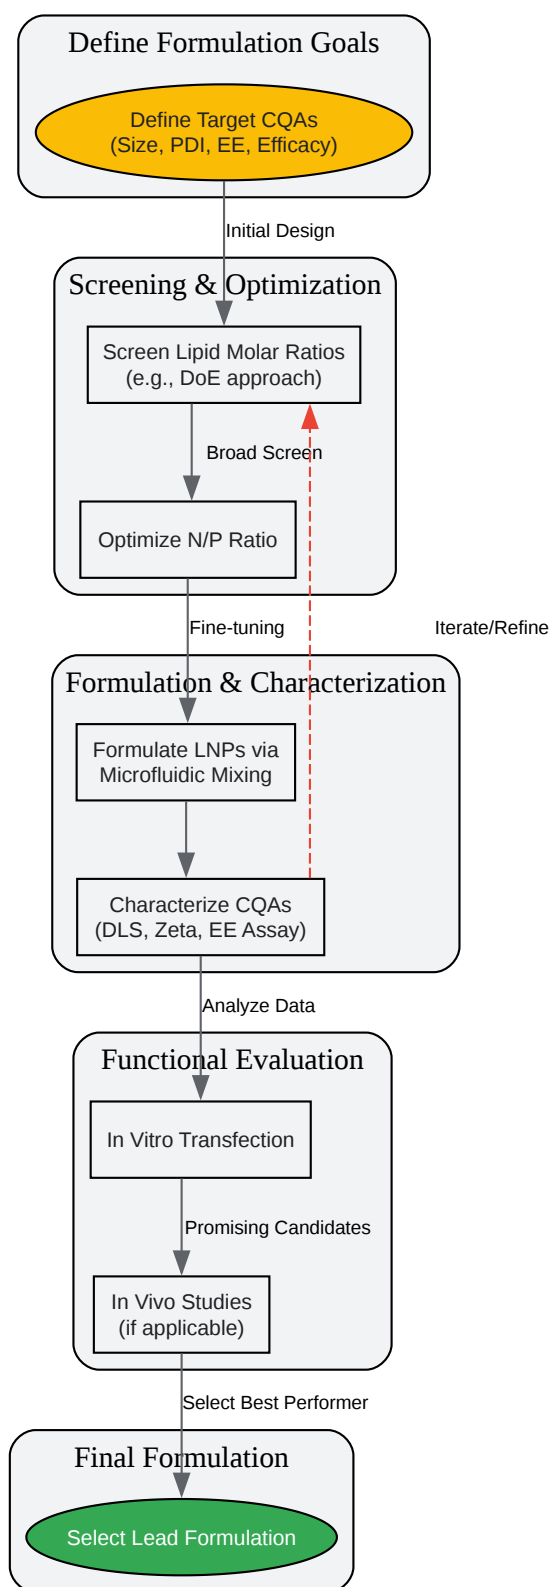 Define Formulation Goals
Define Target CQAs
(Size, PDI, EE, Efficacy)
Initial Design
Screening & Optimization
Screen Lipid Molar Ratios
(e.g., DoE approach)
Broad Screen
Optimize N/P Ratio
Fine-tuning
Iterate/Refine
Formulation & Characterization
Formulate LNPs via
Microfluidic Mixing
Characterize CQAs
(DLS, Zeta, EE Assay)
Analyze Data
Functional Evaluation
In Vitro Transfection
Promising Candidates
In Vivo Studies
(if applicable)
Select Best Performer
Final Formulation
Select Lead Formulation